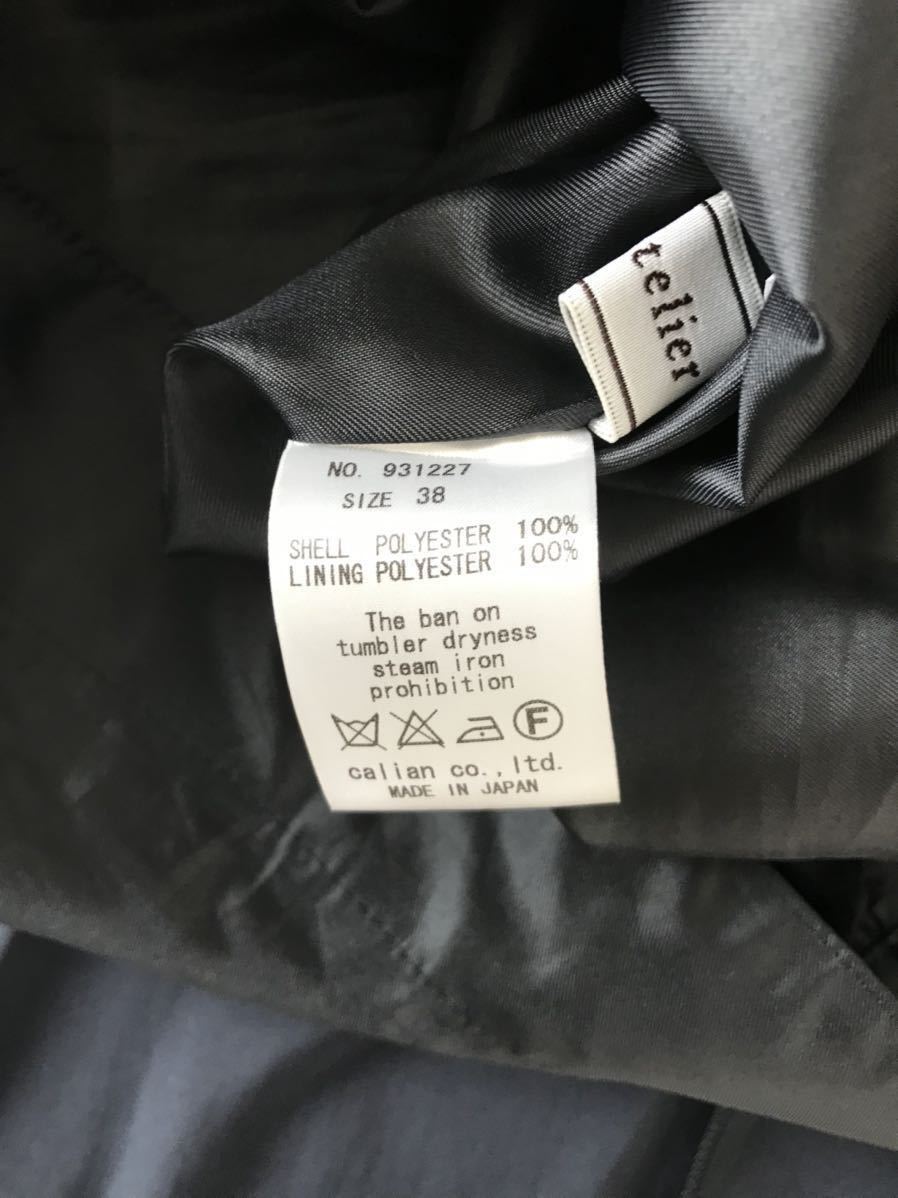 telier
NO. 931227
SIZE 38
SHELL POLYESTER 100%
LINING POLYESTER 100%
The ban on
tumbler dryness
steam iron
prohibition
F
calian co.,ltd.
MADE IN JAPAN